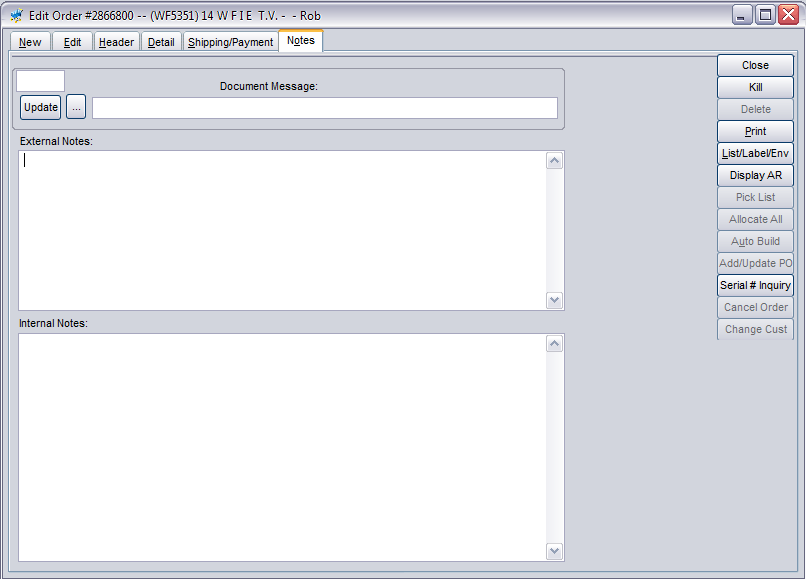 Edit Order #2866800 -- (WF5351) 14 W F I E T.V. - - Rob
New Edit Header Detail Shipping/Payment Notes
Document Message:
Update ...
External Notes:
Internal Notes:
Close
Kill
Delete
Print
List/Label/Env
Display AR
Pick List
Allocate All
Auto Build
Add/Update PO
Serial # Inquiry
Cancel Order
Change Cust